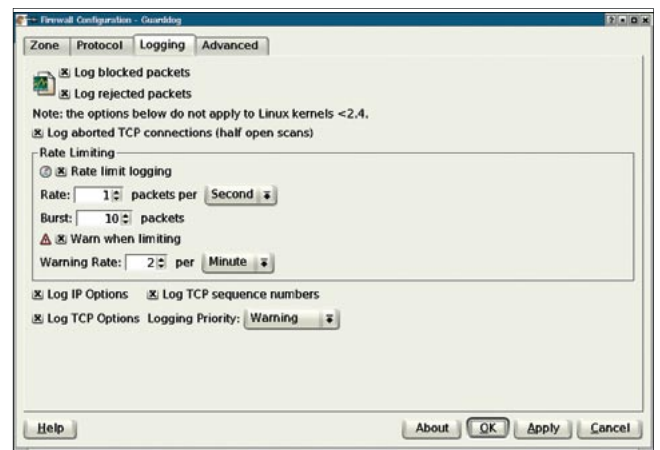 Firewall Configuration - Guarddog
Zone Protocol Logging Advanced
Log blocked packets
Log rejected packets
Note: the options below do not apply to Linux kernels <2.4.
Log aborted TCP connections (half open scans)
Rate Limiting
Rate limit logging
Rate: 1 packets per Second
Burst: 10 packets
Warn when limiting
Warning Rate: 2 per Minute
Log IP Options Log TCP sequence numbers
Log TCP Options Logging Priority: Warning
Help About OK Apply Cancel